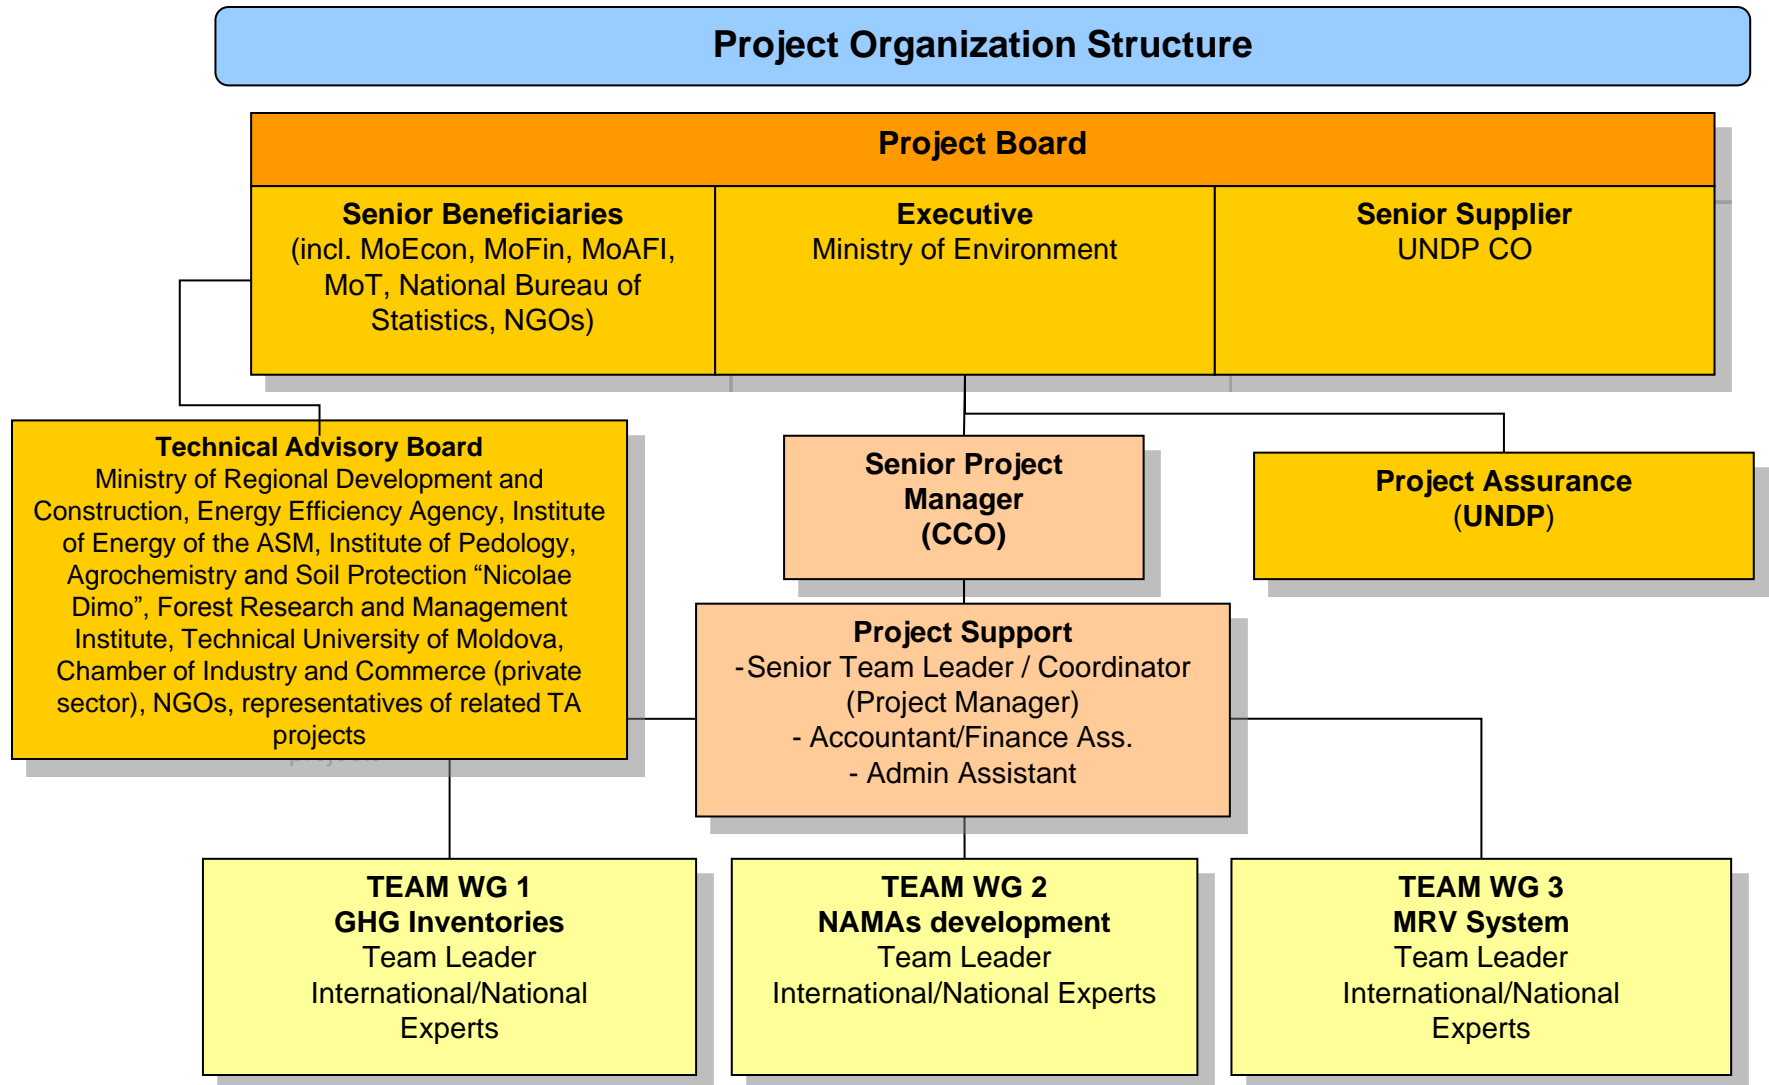 Project Organization Structure
Project Board
Senior Beneficiaries
(incl. MoEcon, MoFin, MoAFI,
MoT, National Bureau of
Statistics, NGOs)
Executive
Ministry of Environment
Senior Supplier
UNDP CO
Technical Advisory Board
Ministry of Regional Development and
Construction, Energy Efficiency Agency, Institute
of Energy of the ASM, Institute of Pedology,
Agrochemistry and Soil Protection “Nicolae
Dimo”, Forest Research and Management
Institute, Technical University of Moldova,
Chamber of Industry and Commerce (private
sector), NGOs, representatives of related TA
projects
Senior Project
Manager
(CCO)
Project Assurance
(UNDP)
Project Support
-Senior Team Leader / Coordinator
(Project Manager)
- Accountant/Finance Ass.
- Admin Assistant
TEAM WG 1
GHG Inventories
Team Leader
International/National
Experts
TEAM WG 2
NAMAs development
Team Leader
International/National Experts
TEAM WG 3
MRV System
Team Leader
International/National
Experts